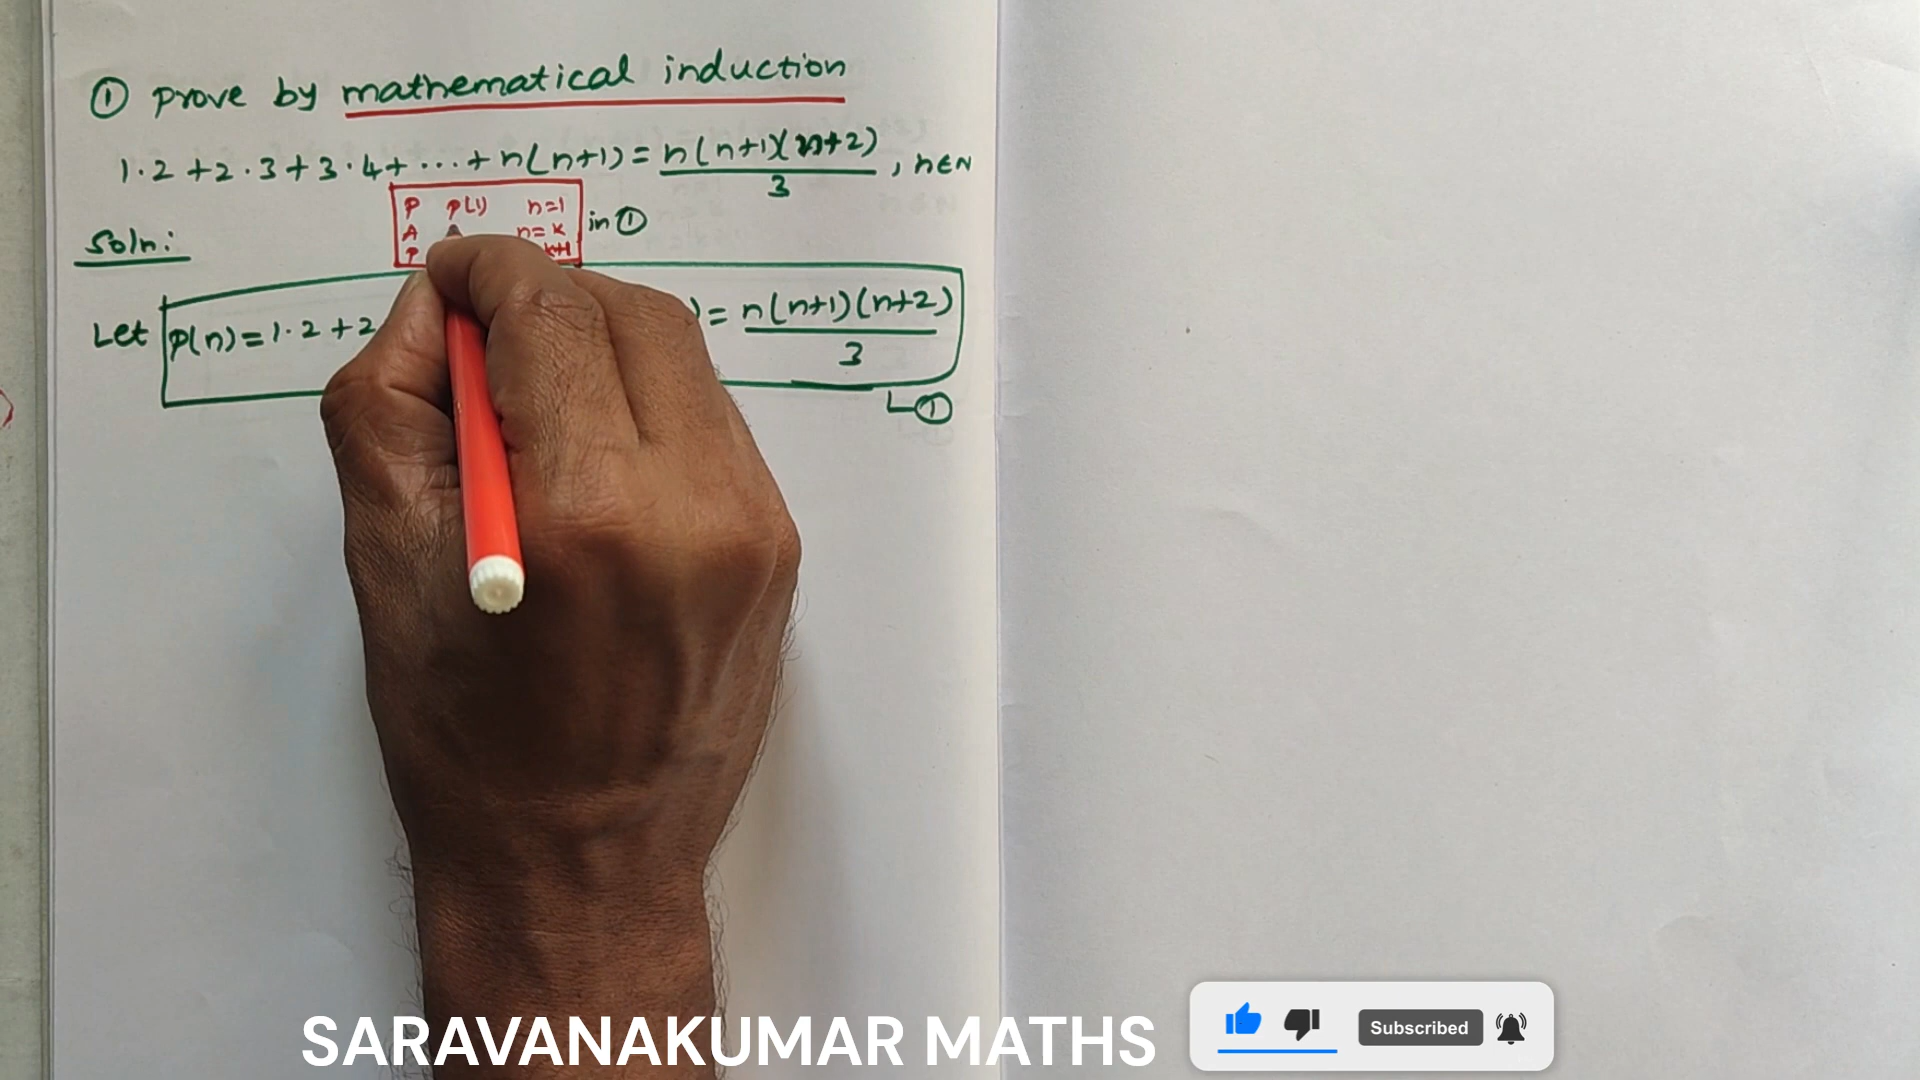 ① Prove by mathematical induction
1·2+2·3+3·4+···+n(n+1)= n(n+1)(n+2)/3, n∈N
P P(1) n=1
A n=k in ①
P k+1
Soln:
Let P(n)=1·2+2 )= n(n+1)(n+2)/3
①
SARAVANAKUMAR MATHS
Subscribed